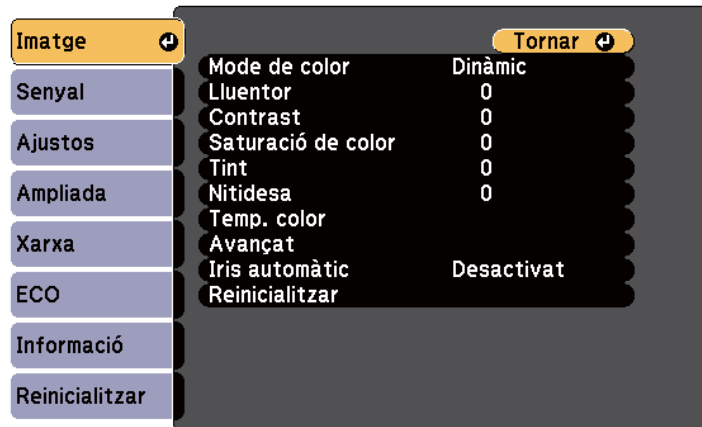 Imatge
Senyal
Ajustos
Ampliada
Xarxa
ECO
Informació
Reinicialitzar
Tornar
Mode de color Dinàmic
Lluentor 0
Contrast 0
Saturació de color 0
Tint 0
Nitidesa 0
Temp. color
Avançat
Iris automàtic Desactivat
Reinicialitzar